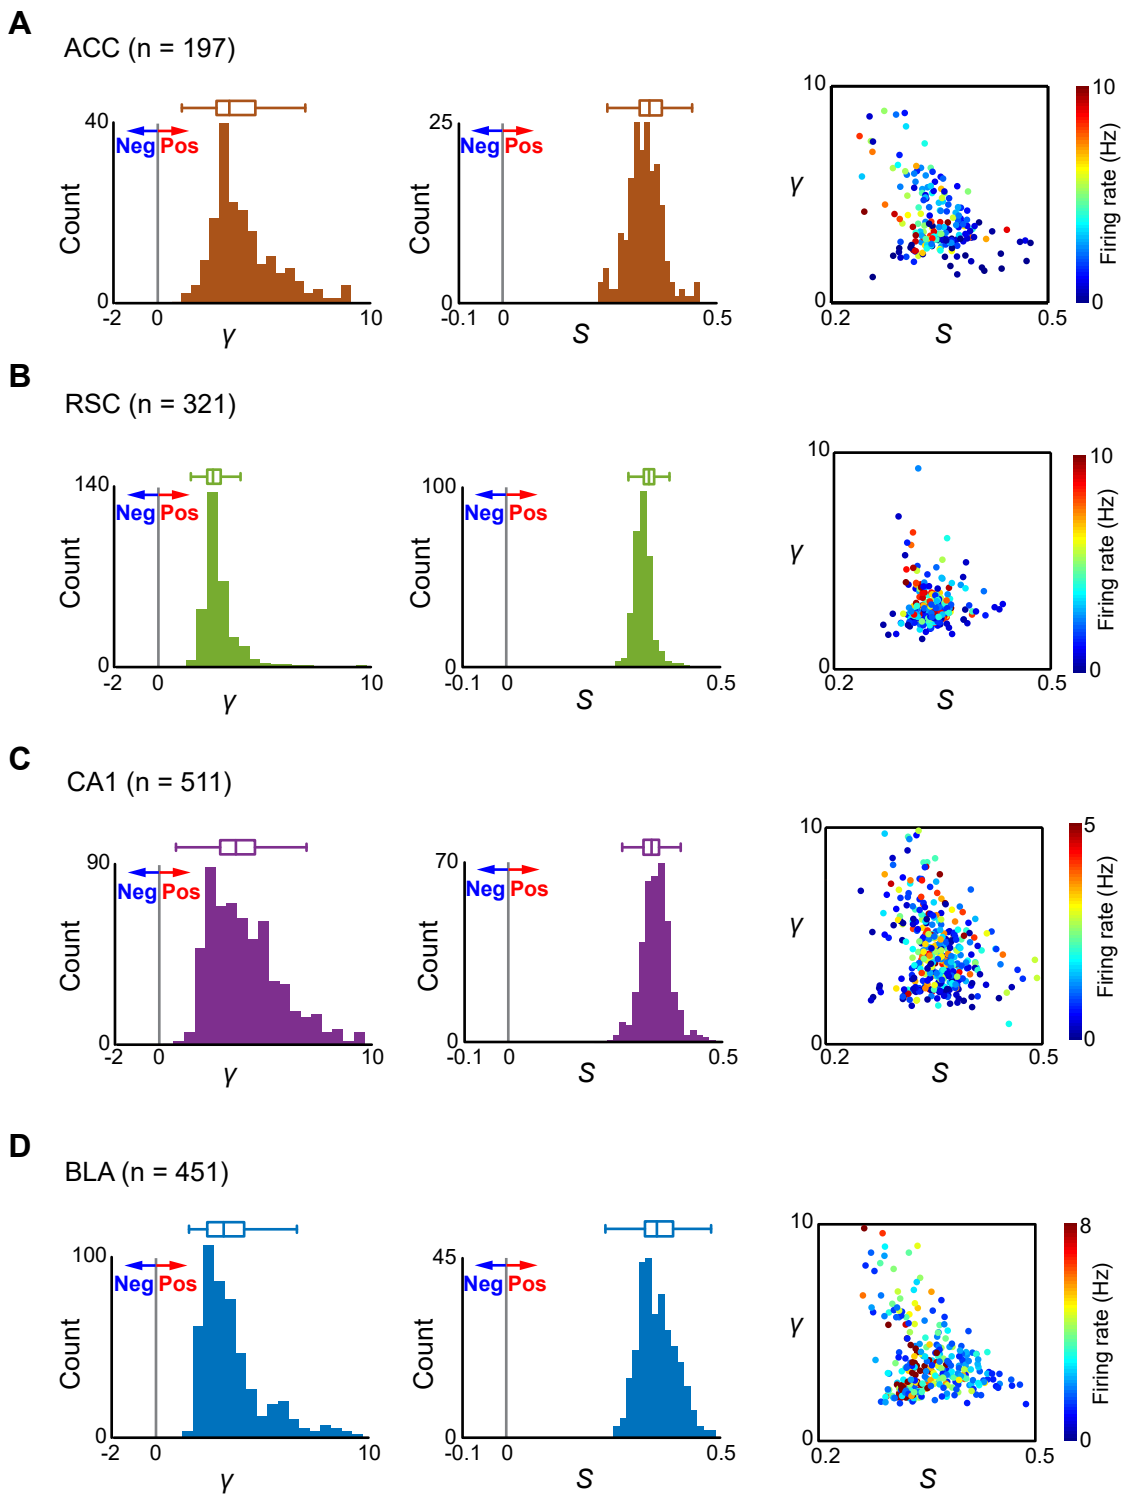 A
ACC (n = 197)
40
Neg Pos
Count
0
-2 0 10
γ
25
Neg Pos
Count
0
-0.1 0 0.5
S
10
γ
0
0.2 0.5
S
10
Firing rate (Hz)
0
B
RSC (n = 321)
140
Neg Pos
Count
0
-2 0 10
γ
100
Neg Pos
Count
0
-0.1 0 0.5
S
10
γ
0
0.2 0.5
S
10
Firing rate (Hz)
0
C
CA1 (n = 511)
90
Neg Pos
Count
0
-2 0 10
γ
70
Neg Pos
Count
0
-0.1 0 0.5
S
10
γ
0
0.2 0.5
S
5
Firing rate (Hz)
0
D
BLA (n = 451)
100
Neg Pos
Count
0
-2 0 10
γ
45
Neg Pos
Count
0
-0.1 0 0.5
S
10
γ
0
0.2 0.5
S
8
Firing rate (Hz)
0